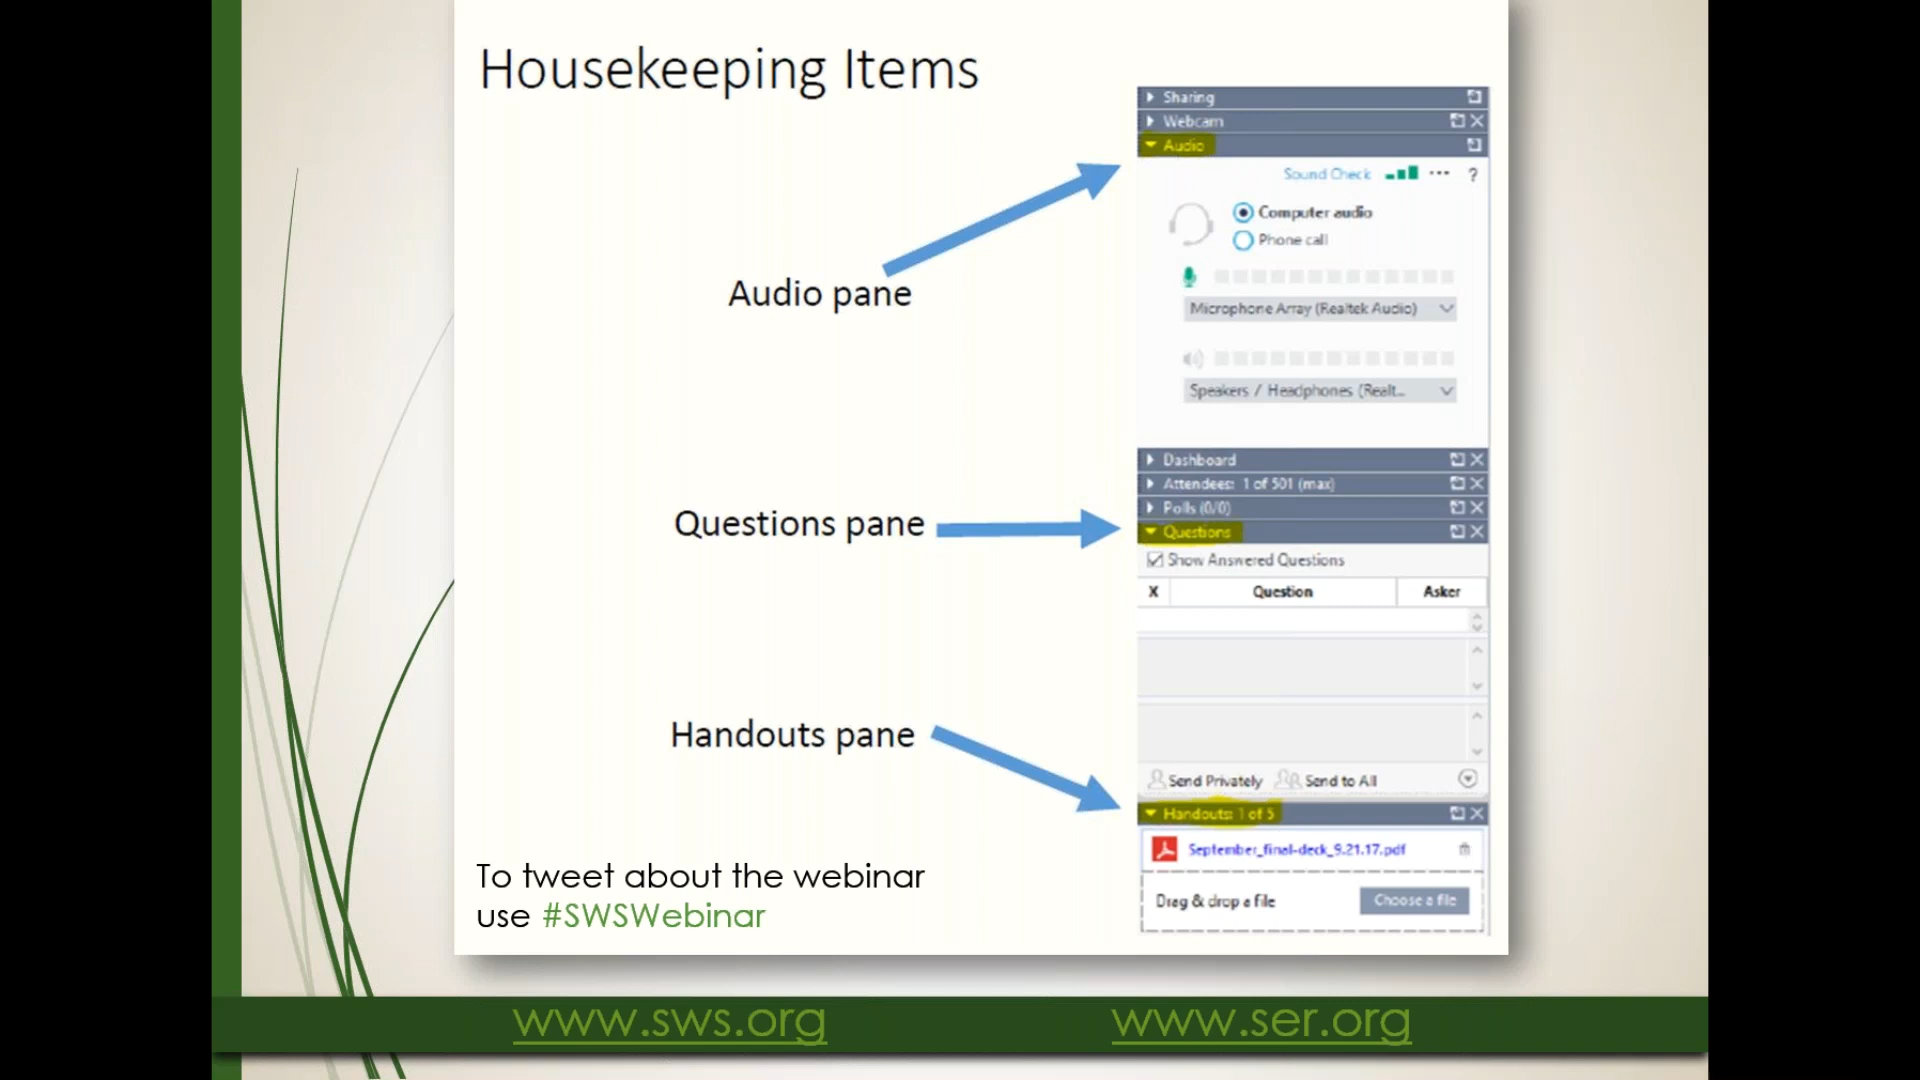 Housekeeping Items
Sharing
Webcam
Audio
Sound Check ... ?
Computer audio
Phone call
Audio pane
Microphone Array (Realtek Audio)
Speakers / Headphones (Realt...
Dashboard
Attendees: 1 of 501 (max)
Polls (0/0)
Questions pane
Questions
Show Answered Questions
X Question Asker
Handouts pane
Send Privately Send to All
Handouts: 1 of 5
September_final-deck_9.21.17.pdf
Drag & drop a file Choose a file
To tweet about the webinar
use #SWSWebinar
www.sws.org www.ser.org